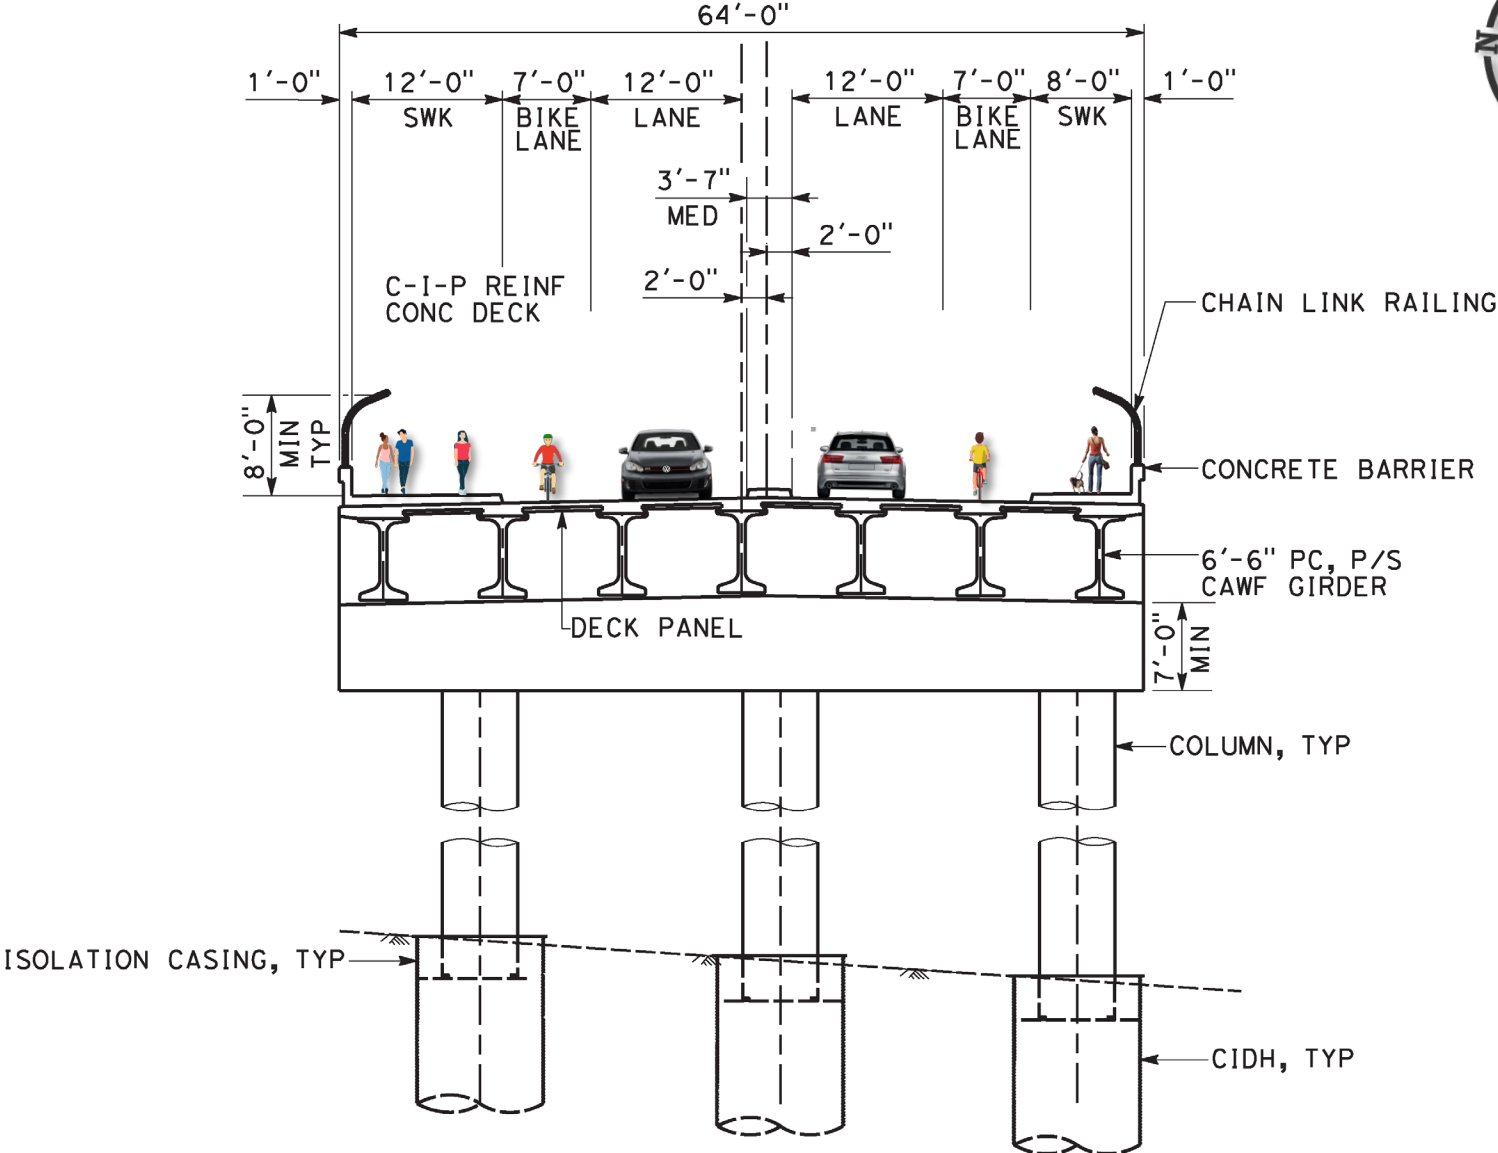 64'-0"
1'-0"
12'-0"
7'-0"
12'-0"
12'-0"
7'-0"
8'-0"
1'-0"
SWK
BIKE
LANE
LANE
LANE
BIKE
LANE
SWK
3'-7"
MED
2'-0"
2'-0"
C-I-P REINF
CONC DECK
CHAIN LINK RAILING
8'-0"
MIN
TYP
CONCRETE BARRIER
6'-6" PC, P/S
CAWF GIRDER
DECK PANEL
7'-0"
MIN
COLUMN, TYP
ISOLATION CASING, TYP
CIDH, TYP
N